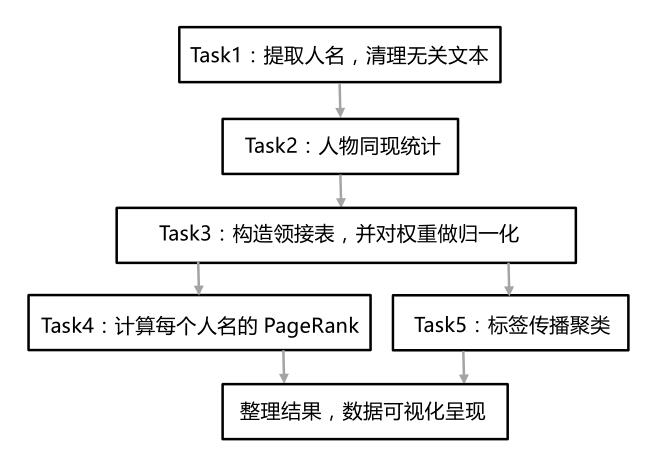 Task1：提取人名，清理无关文本
Task2：人物同现统计
Task3：构造领接表，并对权重做归一化
Task4：计算每个人名的 PageRank
Task5：标签传播聚类
整理结果，数据可视化呈现